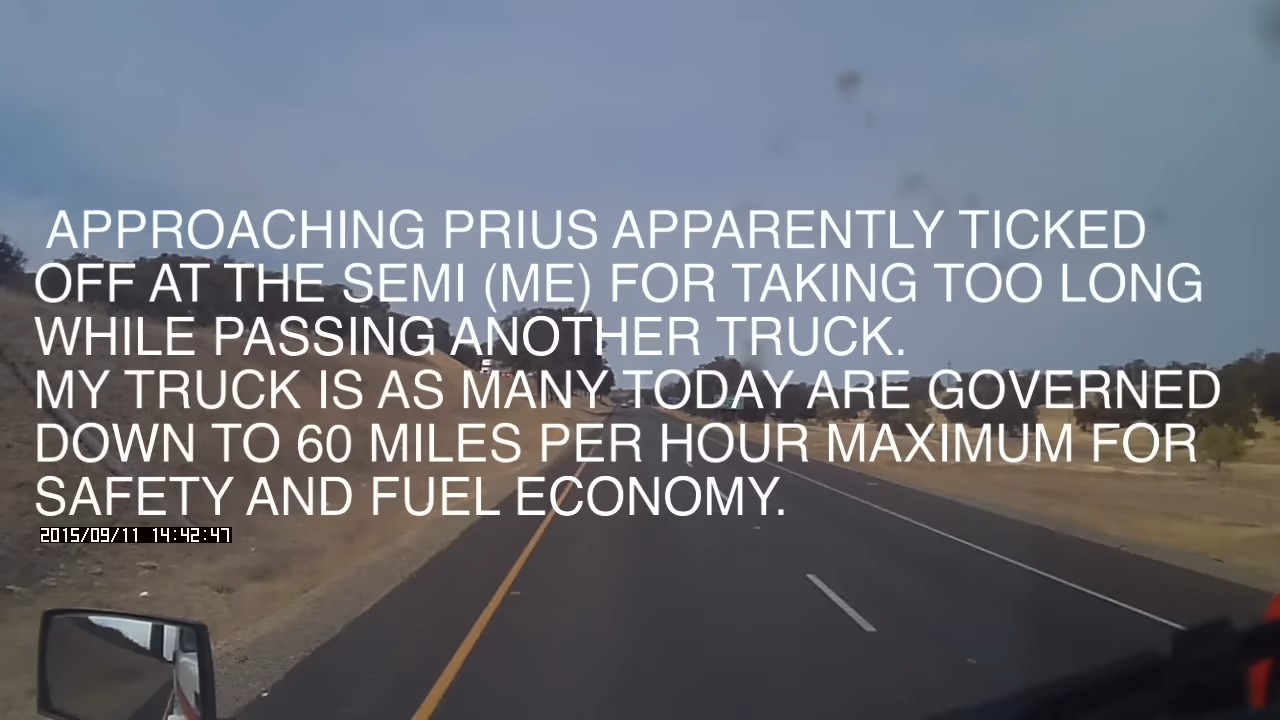 APPROACHING PRIUS APPARENTLY TICKED
OFF AT THE SEMI (ME) FOR TAKING TOO LONG
WHILE PASSING ANOTHER TRUCK.
MY TRUCK IS AS MANY TODAY ARE GOVERNED
DOWN TO 60 MILES PER HOUR MAXIMUM FOR
SAFETY AND FUEL ECONOMY.
2015/09/11 14:42:47